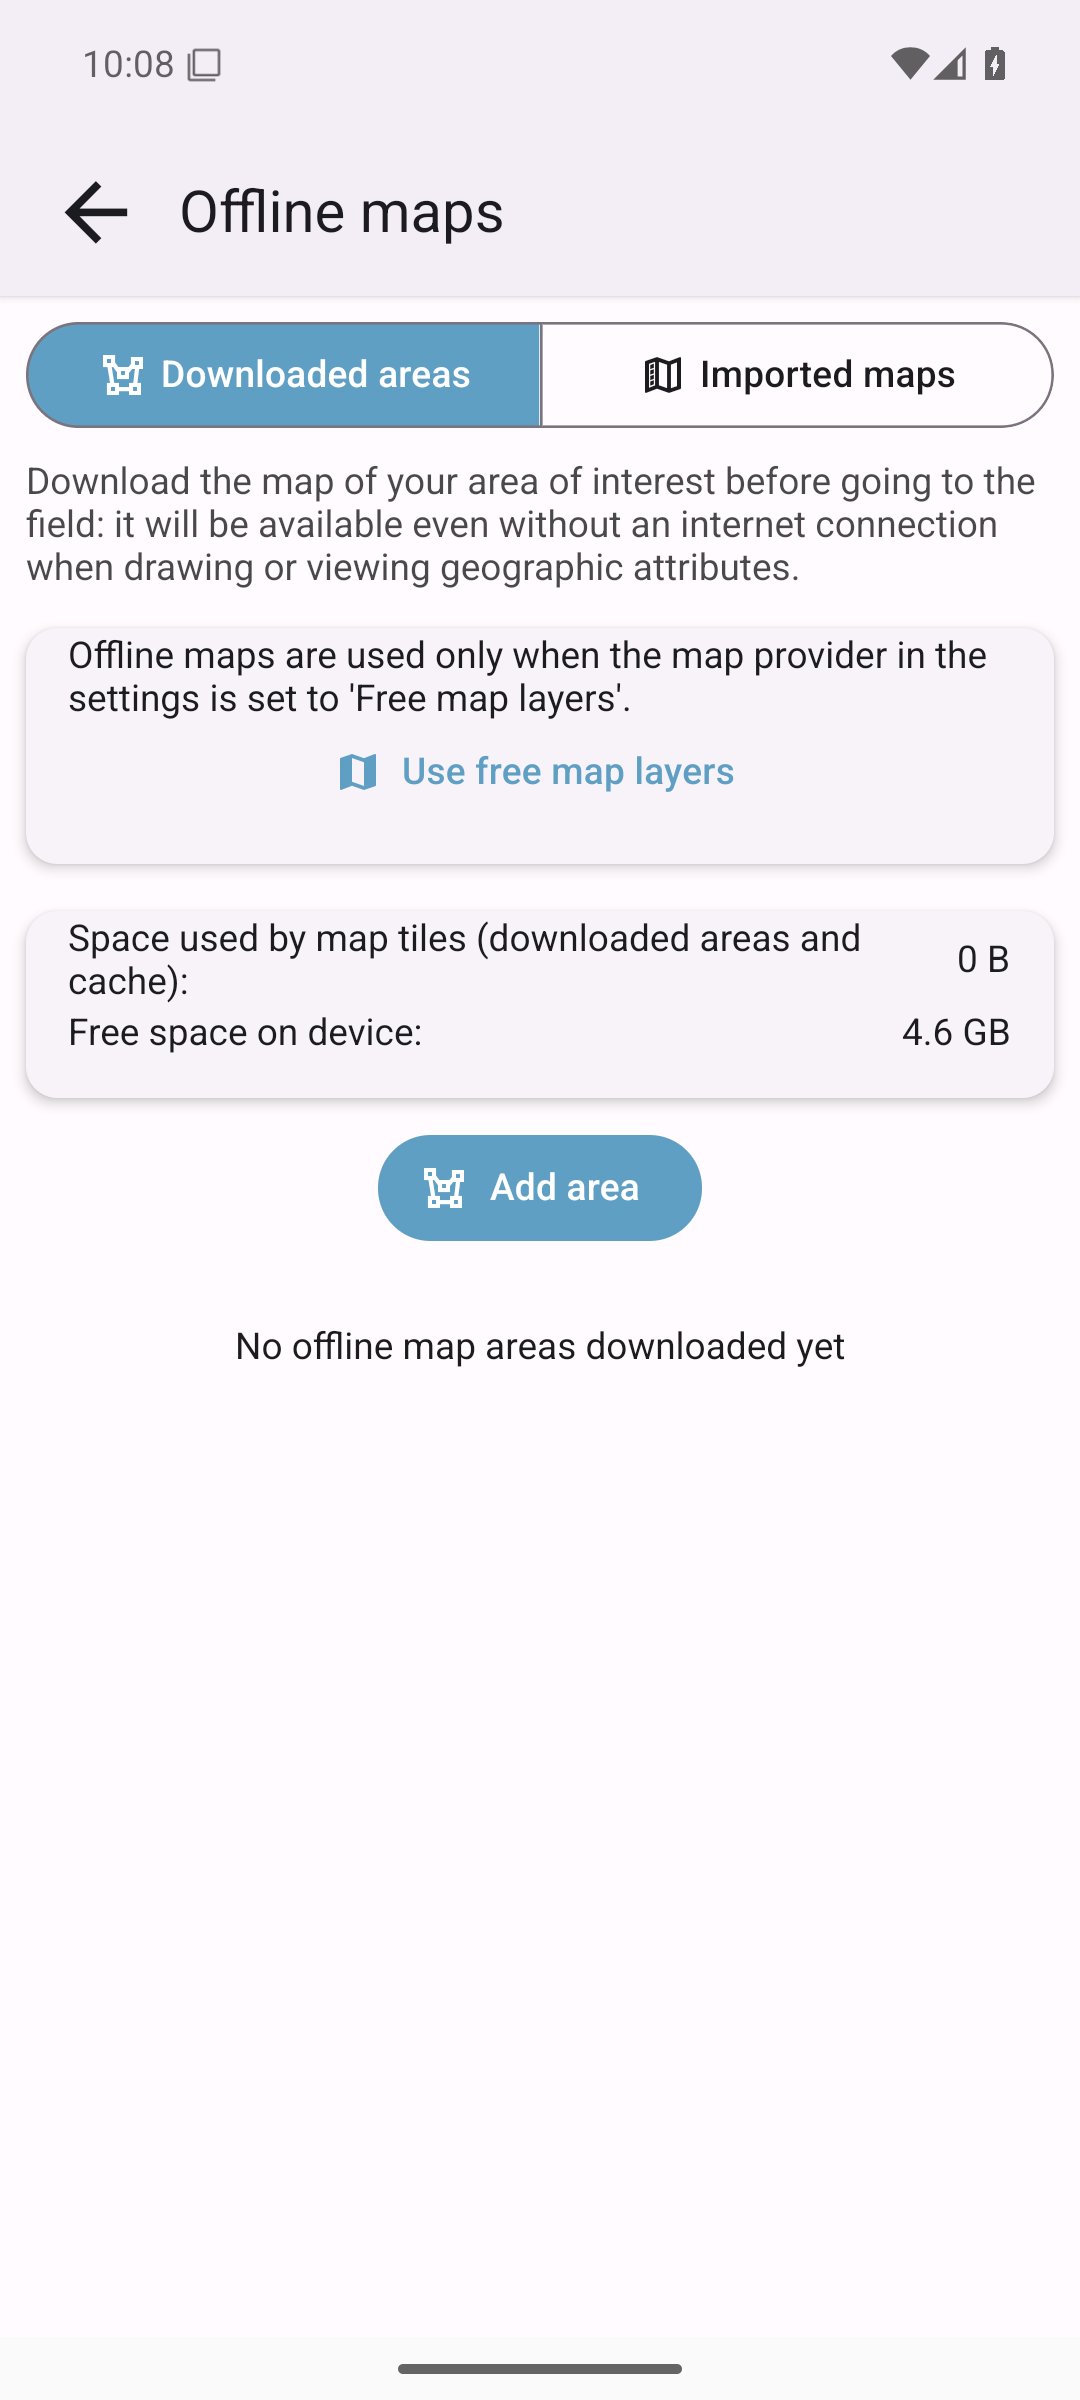 10:08
Offline maps
Downloaded areas
Imported maps
Download the map of your area of interest before going to the
field: it will be available even without an internet connection
when drawing or viewing geographic attributes.
Offline maps are used only when the map provider in the
settings is set to 'Free map layers'.
Use free map layers
Space used by map tiles (downloaded areas and
cache):
0 B
Free space on device:
4.6 GB
Add area
No offline map areas downloaded yet